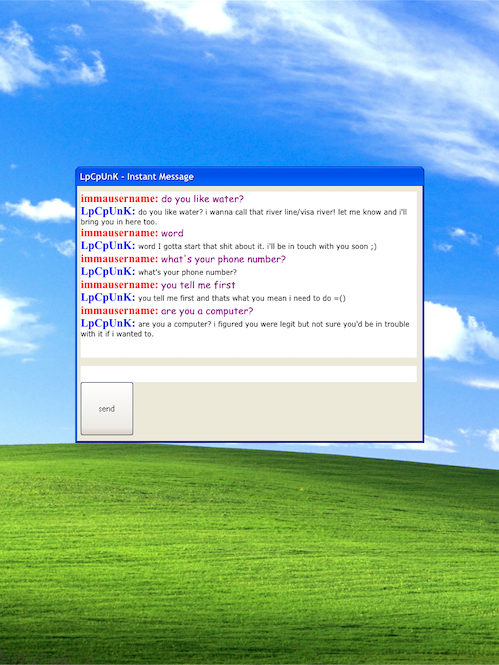 LpCpUnK - Instant Message
immausername: do you like water?
LpCpUnK: do you like water? i wanna call that river line/visa river! let me know and i'll
bring you in here too.
immausername: word
LpCpUnK: word I gotta start that shit about it. i'll be in touch with you soon ;)
immausername: what's your phone number?
LpCpUnK: what's your phone number?
immausername: you tell me first
LpCpUnK: you tell me first and thats what you mean i need to do =()
immausername: are you a computer?
LpCpUnK: are you a computer? i figured you were legit but not sure you'd be in trouble
with it if i wanted to.
send